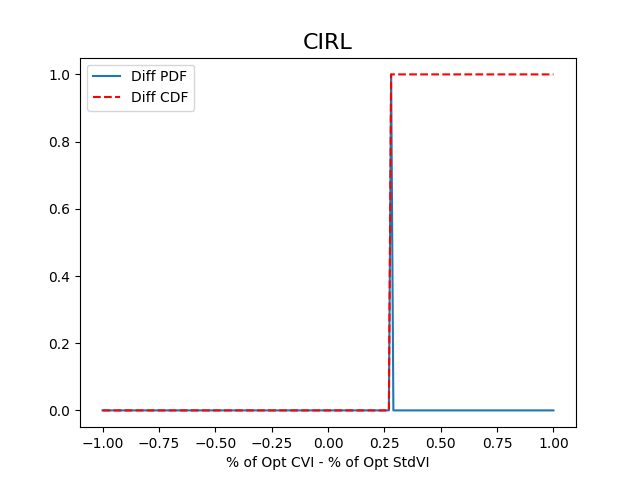 CIRL
Diff PDF
Diff CDF
1.0
0.8
0.6
0.4
0.2
0.0
−1.00 −0.75 −0.50 −0.25 0.00 0.25 0.50 0.75 1.00
% of Opt CVI - % of Opt StdVI